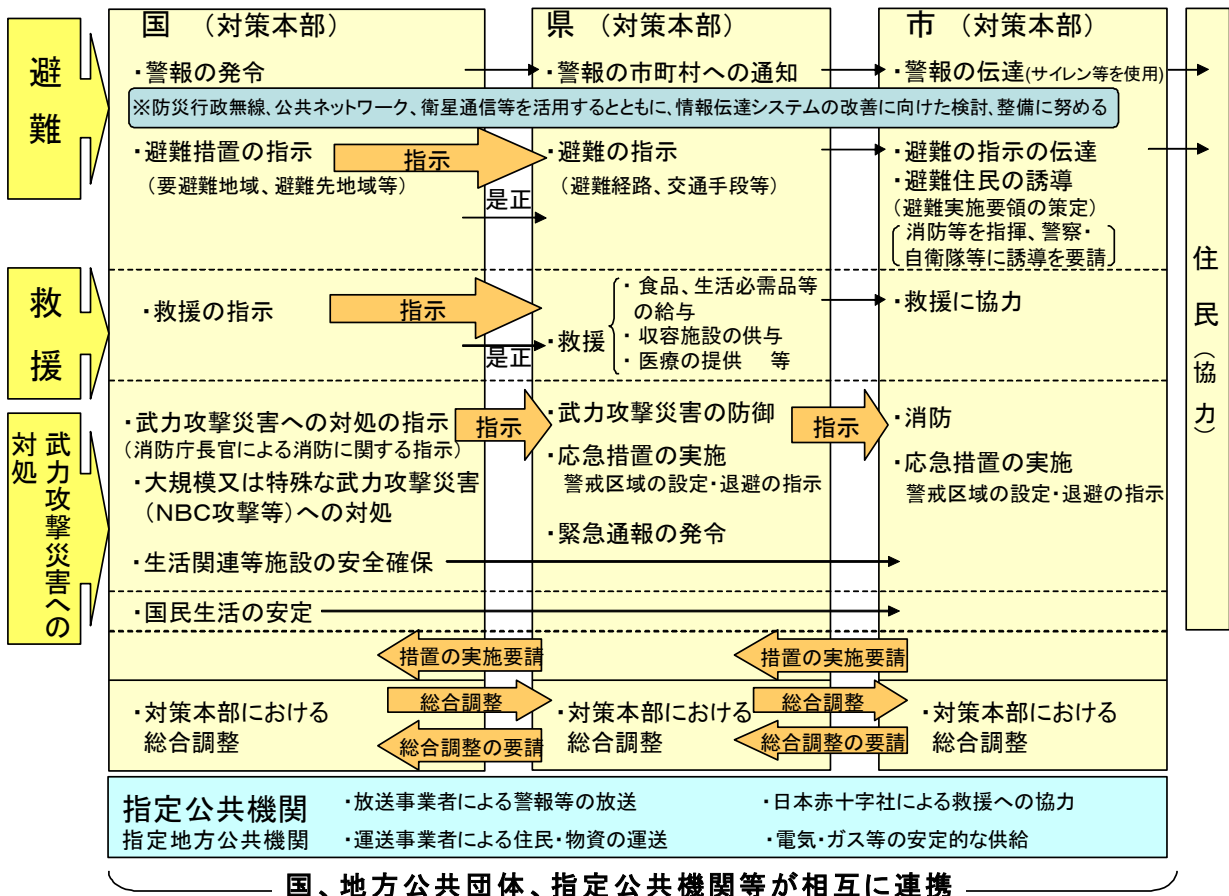 国 (対策本部)
県 (対策本部)
市 (対策本部)
避難
・警報の発令
・警報の市町村への通知
・警報の伝達(サイレン等を使用)
※防災行政無線、公共ネットワーク、衛星通信等を活用するとともに、情報伝達システムの改善に向けた検討、整備に努める
・避難措置の指示
(要避難地域、避難先地域等)
指示
是正
・避難の指示
(避難経路、交通手段等)
・避難の指示の伝達
・避難住民の誘導
(避難実施要領の策定)
消防等を指揮、警察・
自衛隊等に誘導を要請
住民(協力)
救援
・救援の指示
指示
是正
・救援
・食品、生活必需品等
の給与
・収容施設の供与
・医療の提供 等
・救援に協力
武力攻撃災害への
対処
・武力攻撃災害への対処の指示
(消防庁長官による消防に関する指示)
・大規模又は特殊な武力攻撃災害
(NBC攻撃等)への対処
・生活関連等施設の安全確保
・国民生活の安定
指示
・武力攻撃災害の防御
・応急措置の実施
警戒区域の設定・退避の指示
・緊急通報の発令
指示
・消防
・応急措置の実施
警戒区域の設定・退避の指示
措置の実施要請
措置の実施要請
・対策本部における
総合調整
総合調整
総合調整の要請
・対策本部における
総合調整
総合調整
総合調整の要請
・対策本部における
総合調整
指定公共機関
指定地方公共機関
・放送事業者による警報等の放送
・日本赤十字社による救援への協力
・運送事業者による住民・物資の運送
・電気・ガス等の安定的な供給
国、地方公共団体、指定公共機関等が相互に連携